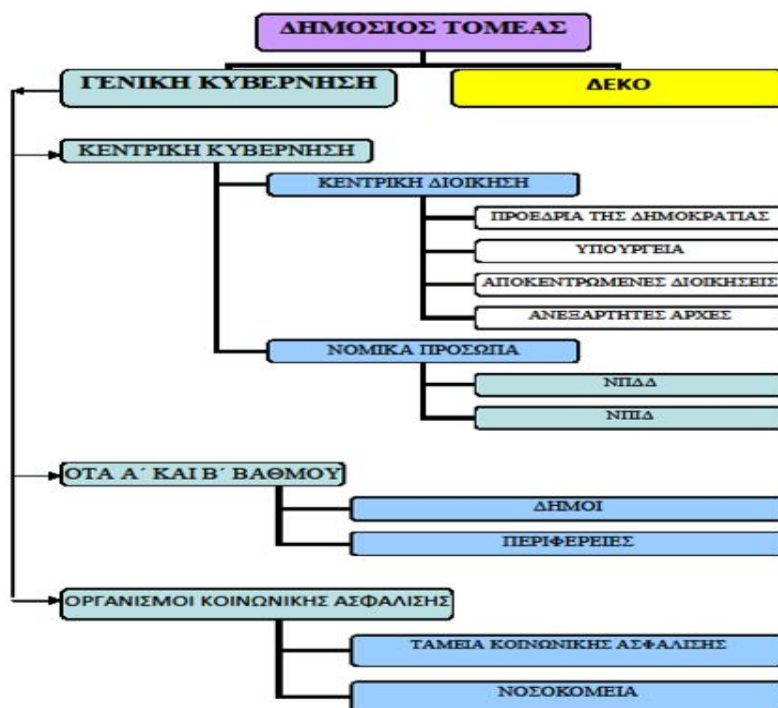 ΔΗΜΟΣΙΟΣ ΤΟΜΕΑΣ
ΓΕΝΙΚΗ ΚΥΒΕΡΝΗΣΗ
ΔΕΚΟ
ΚΕΝΤΡΙΚΗ ΚΥΒΕΡΝΗΣΗ
ΚΕΝΤΡΙΚΗ ΔΙΟΙΚΗΣΗ
ΠΡΟΕΔΡΙΑ ΤΗΣ ΔΗΜΟΚΡΑΤΙΑΣ
ΥΠΟΥΡΓΕΙΑ
ΑΠΟΚΕΝΤΡΩΜΕΝΕΣ ΔΙΟΙΚΗΣΕΙΣ
ΑΝΕΞΑΡΤΗΤΕΣ ΑΡΧΕΣ
ΝΟΜΙΚΑ ΠΡΟΣΩΠΑ
ΝΠΔΔ
ΝΠΙΔ
ΟΤΑ Α΄ ΚΑΙ Β΄ ΒΑΘΜΟΥ
ΔΗΜΟΙ
ΠΕΡΙΦΕΡΕΙΕΣ
ΟΡΓΑΝΙΣΜΟΙ ΚΟΙΝΩΝΙΚΗΣ ΑΣΦΑΛΙΣΗΣ
ΤΑΜΕΙΑ ΚΟΙΝΩΝΙΚΗΣ ΑΣΦΑΛΙΣΗΣ
ΝΟΣΟΚΟΜΕΙΑ